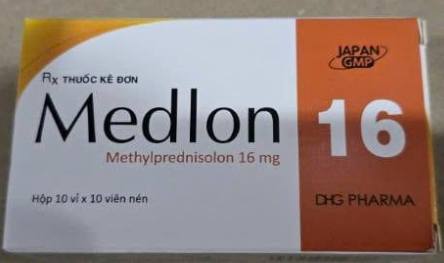 JAPAN
GMP
Rx THUỐC KÊ ĐƠN
Medlon 16
Methylprednisolon 16 mg
Hộp 10 vỉ x 10 viên nén
DHG PHARMA